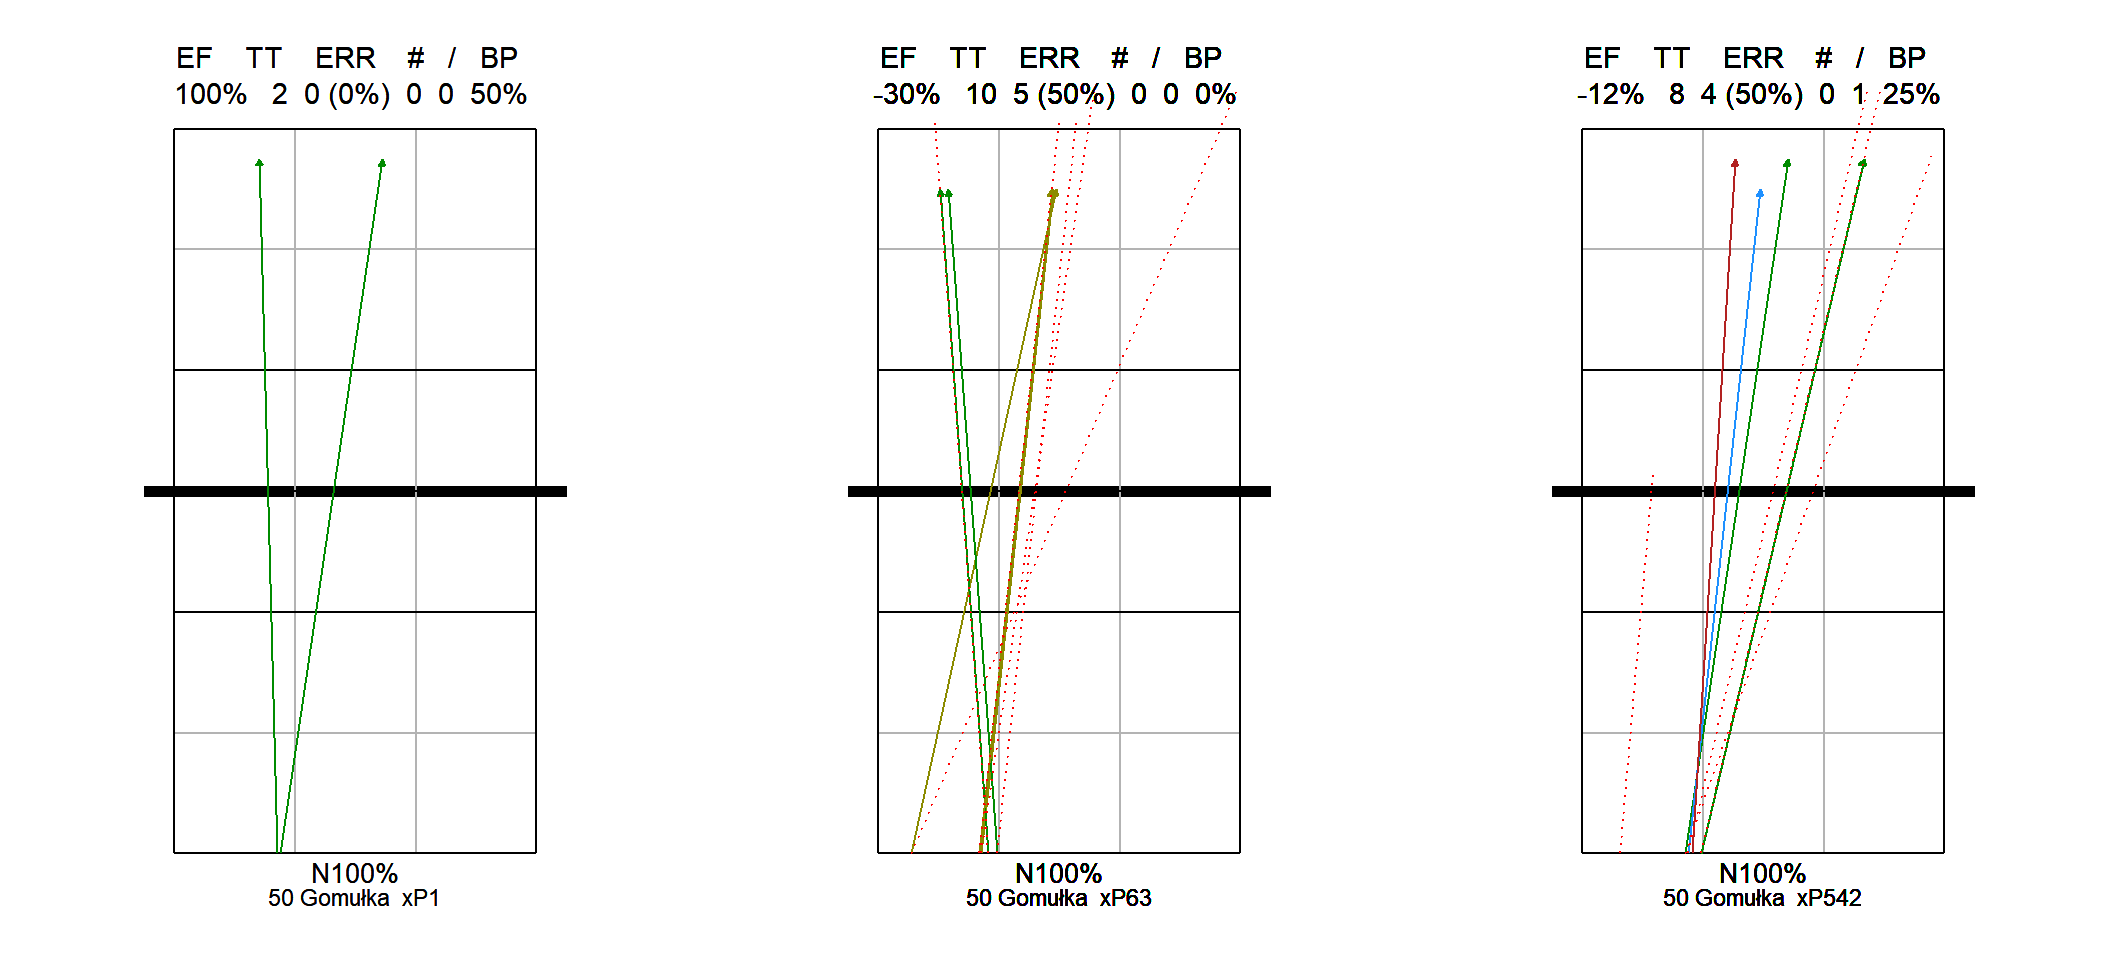 EF TT ERR # / BP
100% 2 0 (0%) 0 0 50%
N100%
50 Gomułka xP1
EF TT ERR # / BP
-30% 10 5 (50%) 0 0 0%
N100%
50 Gomułka xP63
EF TT ERR # / BP
-12% 8 4 (50%) 0 1 25%
N100%
50 Gomułka xP542